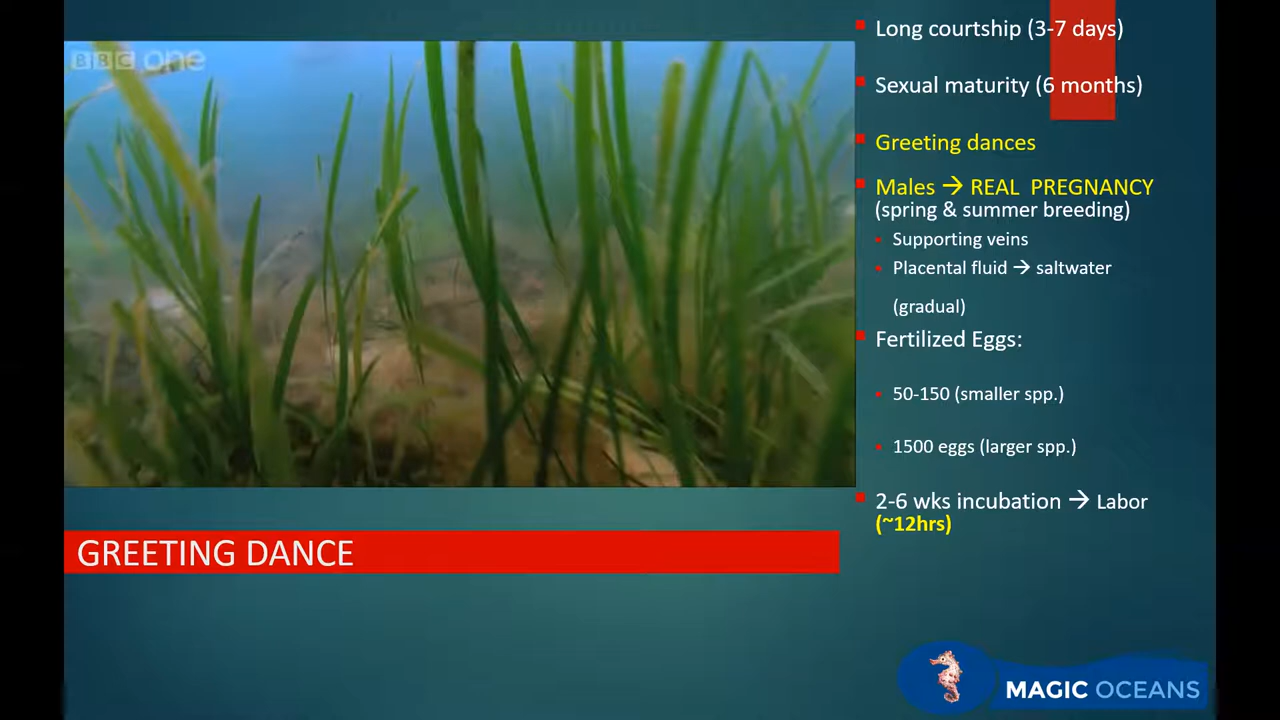 BBC one
Long courtship (3-7 days)
Sexual maturity (6 months)
Greeting dances
Males → REAL PREGNANCY
(spring & summer breeding)
Supporting veins
Placental fluid → saltwater
(gradual)
Fertilized Eggs:
50-150 (smaller spp.)
1500 eggs (larger spp.)
2-6 wks incubation → Labor
(~12hrs)
GREETING DANCE
MAGIC OCEANS